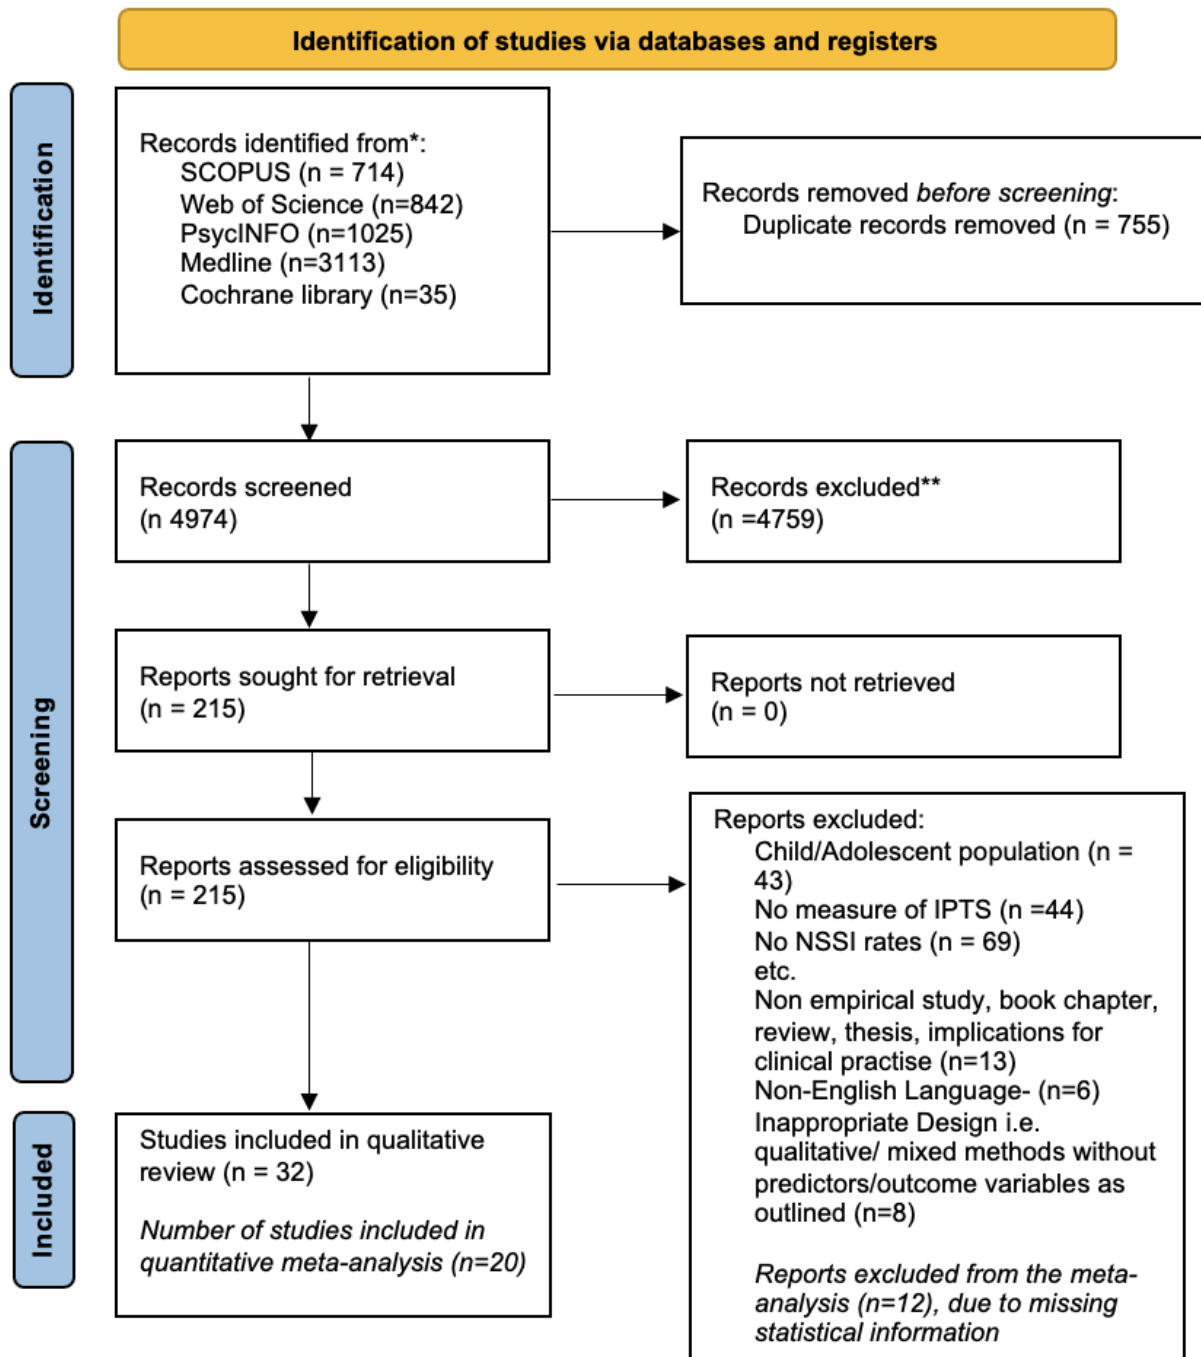 Identification of studies via databases and registers
Identification
Records identified from*:
SCOPUS (n = 714)
Web of Science (n=842)
PsycINFO (n=1025)
Medline (n=3113)
Cochrane library (n=35)
Records removed before screening:
Duplicate records removed (n = 755)
Screening
Records screened
(n 4974)
Records excluded**
(n =4759)
Reports sought for retrieval
(n = 215)
Reports not retrieved
(n = 0)
Reports assessed for eligibility
(n = 215)
Reports excluded:
Child/Adolescent population (n =
43)
No measure of IPTS (n =44)
No NSSI rates (n = 69)
etc.
Non empirical study, book chapter,
review, thesis, implications for
clinical practise (n=13)
Non-English Language- (n=6)
Inappropriate Design i.e.
qualitative/ mixed methods without
predictors/outcome variables as
outlined (n=8)
Reports excluded from the meta-
analysis (n=12), due to missing
statistical information
Included
Studies included in qualitative
review (n = 32)
Number of studies included in
quantitative meta-analysis (n=20)